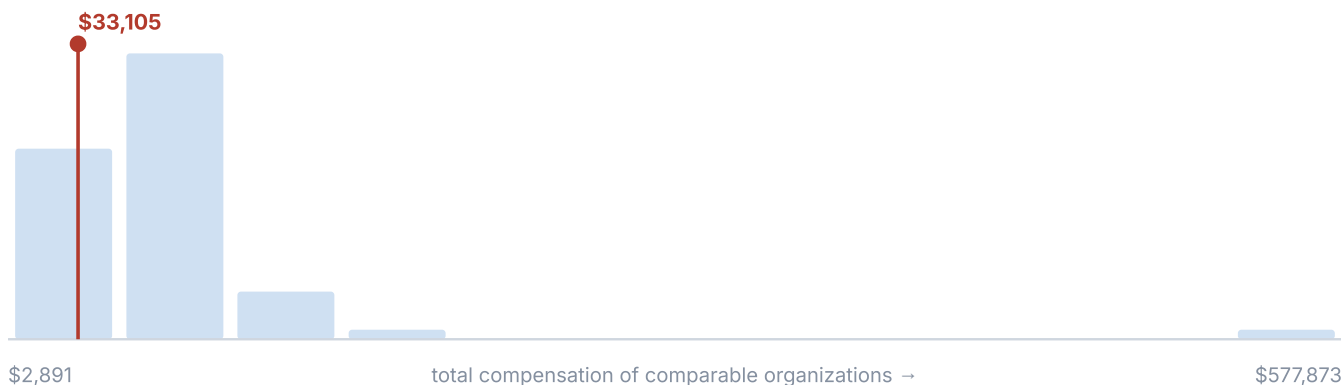 $33,105
$2,891 total compensation of comparable organizations → $577,873